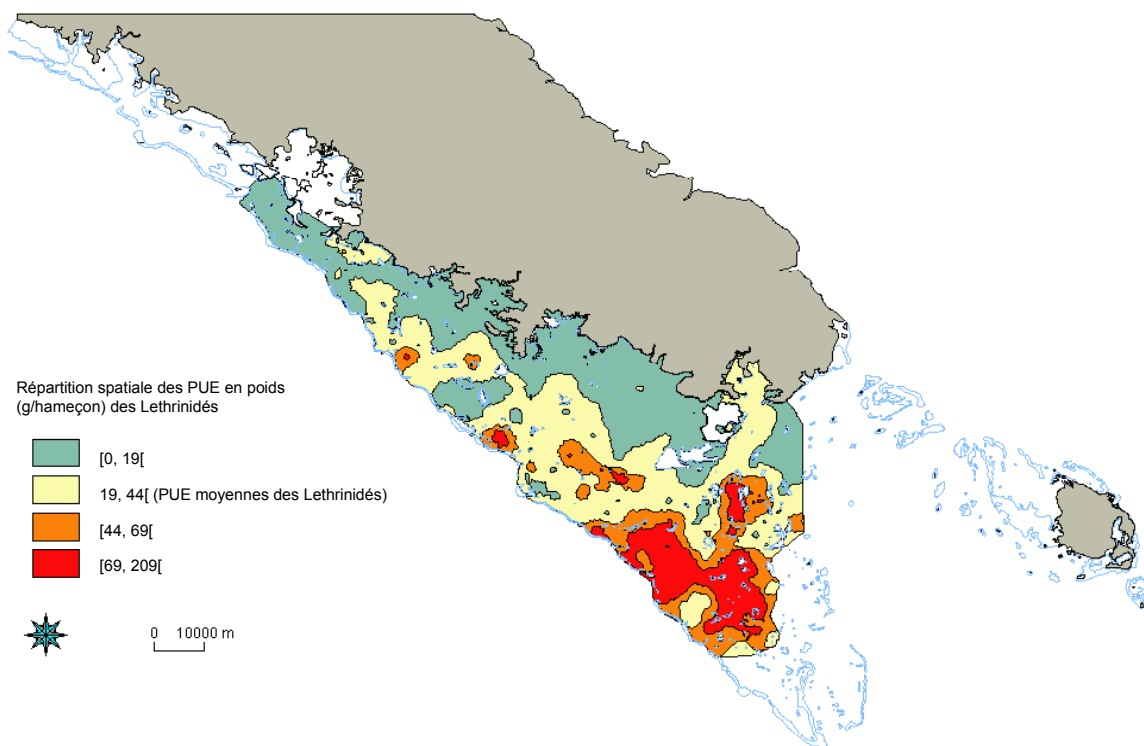 Répartition spatiale des PUE en poids
(g/hameçon) des Lethrinidés
[0, 19[
19, 44[ (PUE moyennes des Lethrinidés)
[44, 69[
[69, 209[
0 10000 m